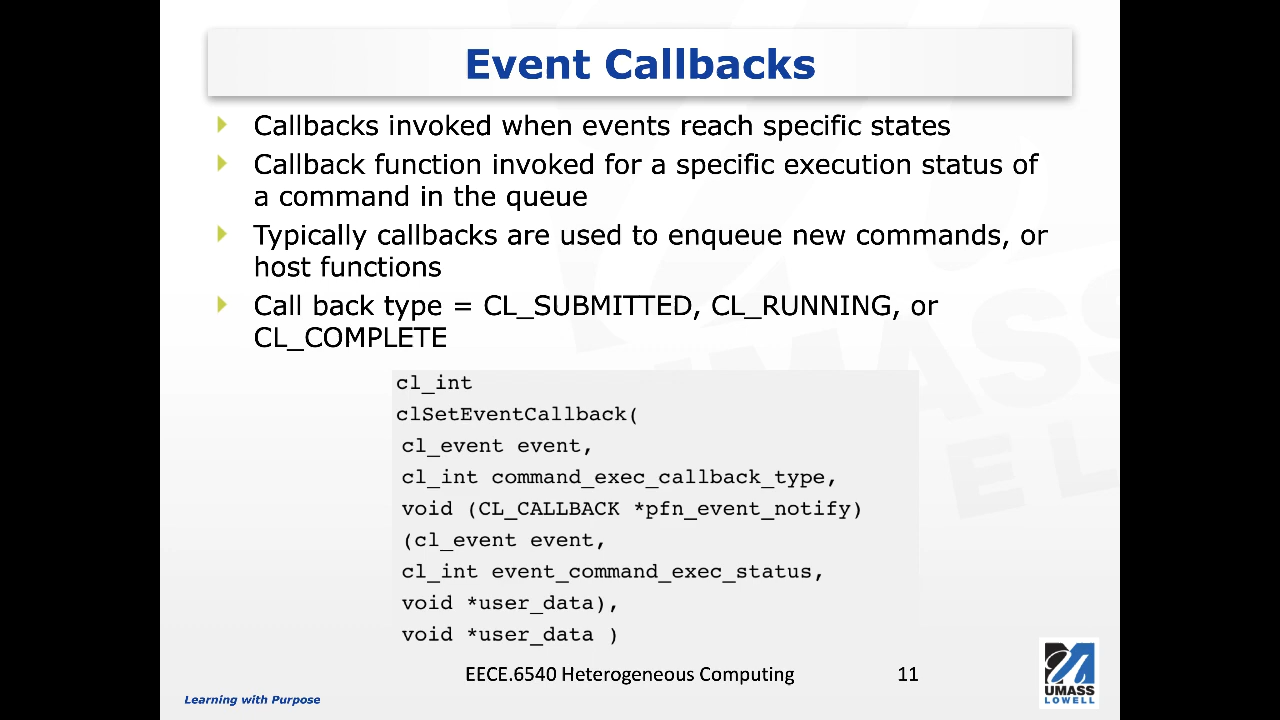 Event Callbacks
Callbacks invoked when events reach specific states
Callback function invoked for a specific execution status of
a command in the queue
Typically callbacks are used to enqueue new commands, or
host functions
Call back type = CL_SUBMITTED, CL_RUNNING, or
CL_COMPLETE
cl_int
clSetEventCallback(
cl_event event,
cl_int command_exec_callback_type,
void (CL_CALLBACK *pfn_event_notify)
(cl_event event,
cl_int event_command_exec_status,
void *user_data),
void *user_data )
EECE.6540 Heterogeneous Computing 11
UMASS
LOWELL
Learning with Purpose